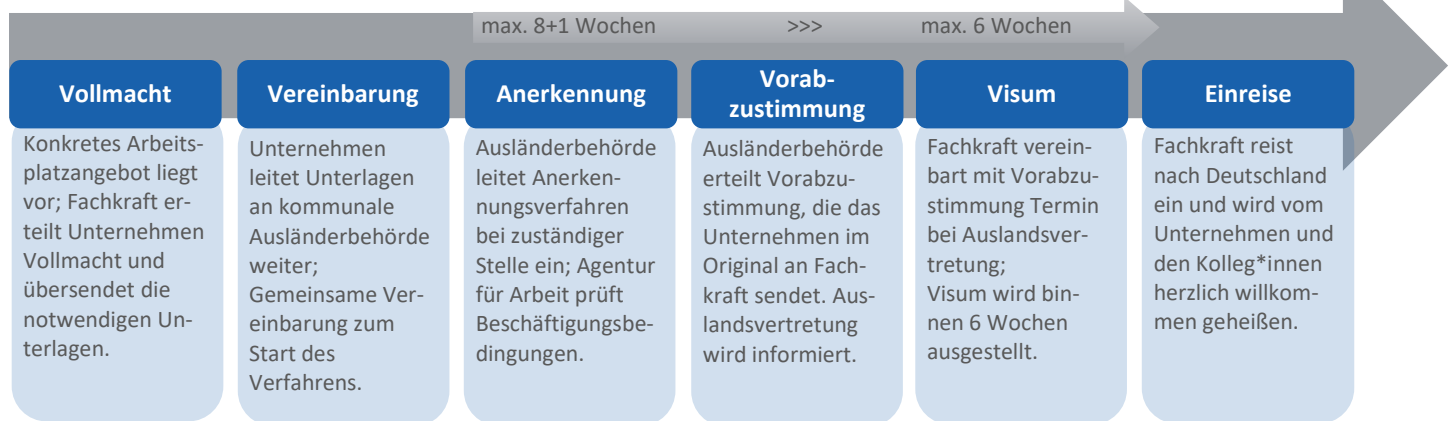 max. 8+1 Wochen >>> max. 6 Wochen
Vollmacht
Konkretes Arbeits-
platzangebot liegt
vor; Fachkraft er-
teilt Unternehmen
Vollmacht und
übersendet die
notwendigen Un-
terlagen.
Vereinbarung
Unternehmen
leitet Unterlagen
an kommunale
Ausländerbehörde
weiter;
Gemeinsame Ver-
einbarung zum
Start des
Verfahrens.
Anerkennung
Ausländerbehörde
leitet Anerken-
nungsverfahren
bei zuständiger
Stelle ein; Agentur
für Arbeit prüft
Beschäftigungsbe-
dingungen.
Vorab-
zustimmung
Ausländerbehörde
erteilt Vorabzu-
stimmung, die das
Unternehmen im
Original an Fach-
kraft sendet. Aus-
landsvertretung
wird informiert.
Visum
Fachkraft verein-
bart mit Vorabzu-
stimmung Termin
bei Auslandsver-
tretung;
Visum wird bin-
nen 6 Wochen
ausgestellt.
Einreise
Fachkraft reist
nach Deutschland
ein und wird vom
Unternehmen und
den Kolleg*innen
herzlich willkom-
men geheißen.